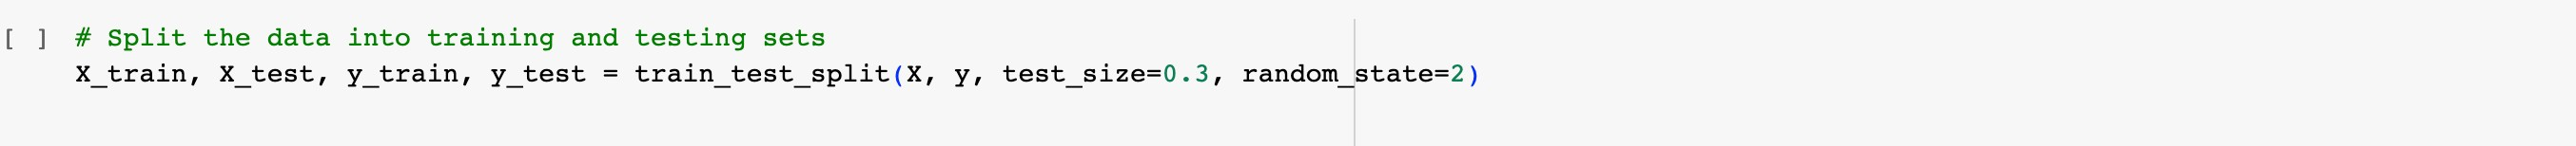 [ ] # Split the data into training and testing sets
X_train, X_test, y_train, y_test = train_test_split(X, y, test_size=0.3, random_state=2)